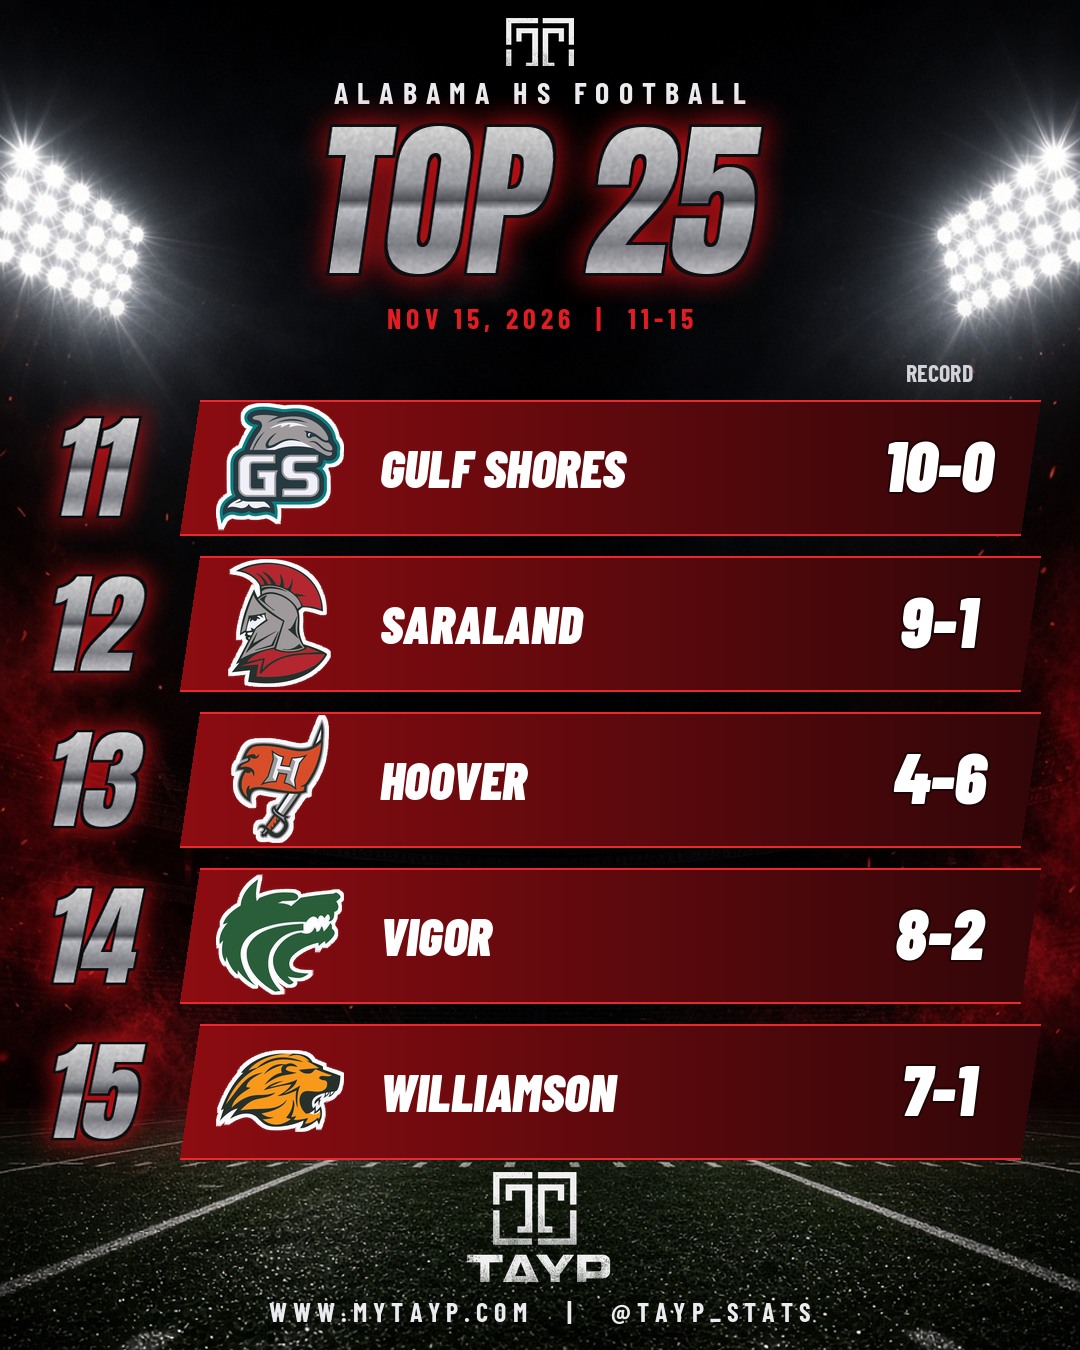 ALABAMA HS FOOTBALL
TOP 25
NOV 15, 2026 | 11-15
RECORD
11 GS GULF SHORES 10-0
12 SARALAND 9-1
13 H HOOVER 4-6
14 VIGOR 8-2
15 WILLIAMSON 7-1
TAYP
WWW.MYTAYP.COM | @TAYP_STATS